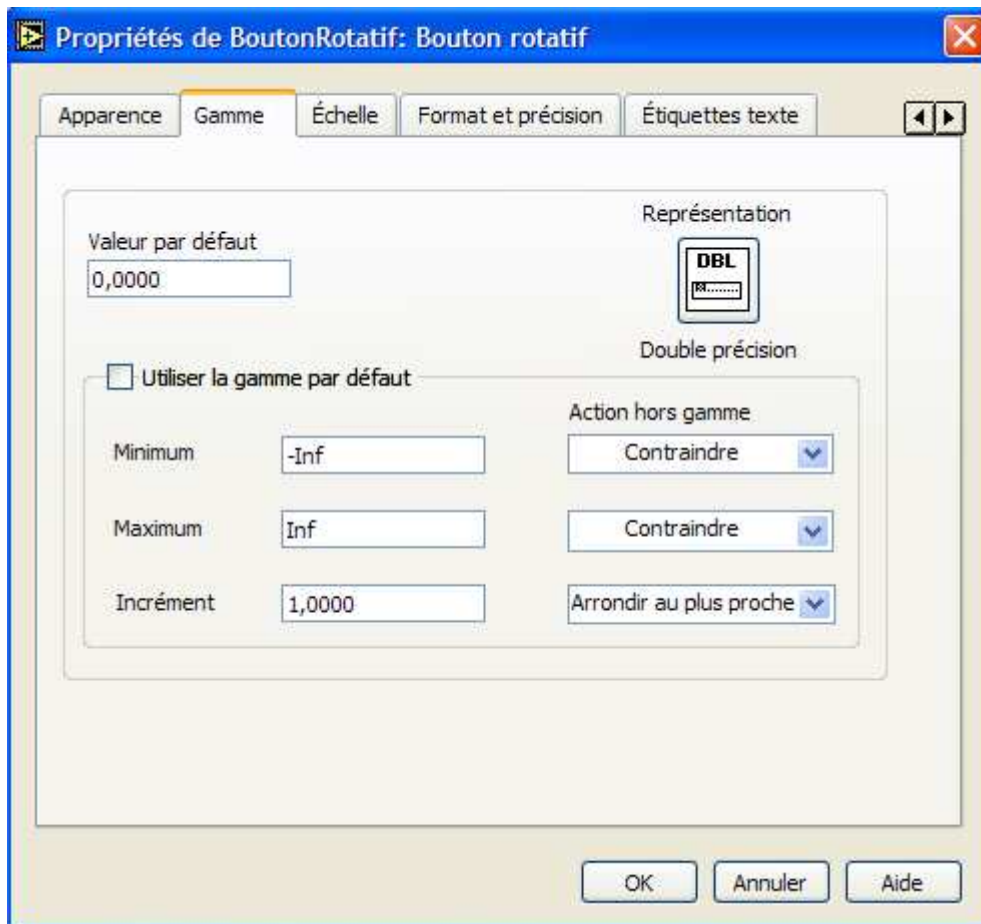 Propriétés de BoutonRotatif: Bouton rotatif
Apparence Gamme Échelle Format et précision Étiquettes texte
Représentation
Valeur par défaut
0,0000
DBL
Double précision
Utiliser la gamme par défaut
Action hors gamme
Minimum -Inf Contraindre
Maximum Inf Contraindre
Incrément 1,0000 Arrondir au plus proche
OK Annuler Aide